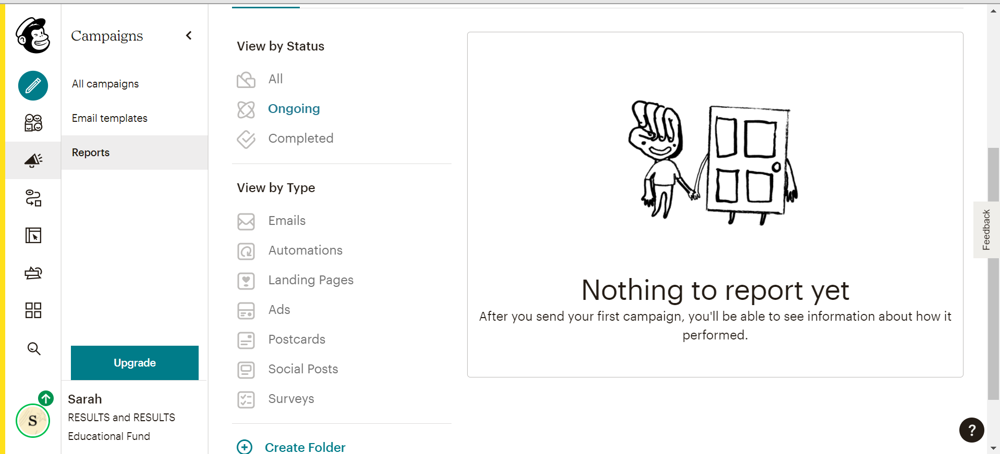 Campaigns
All campaigns
Email templates
Reports
Upgrade
S
Sarah
RESULTS and RESULTS
Educational Fund
View by Status
All
Ongoing
Completed
View by Type
Emails
Automations
Landing Pages
Ads
Postcards
Social Posts
Surveys
Create Folder
Nothing to report yet
After you send your first campaign, you'll be able to see information about how it
performed.
Feedback
?